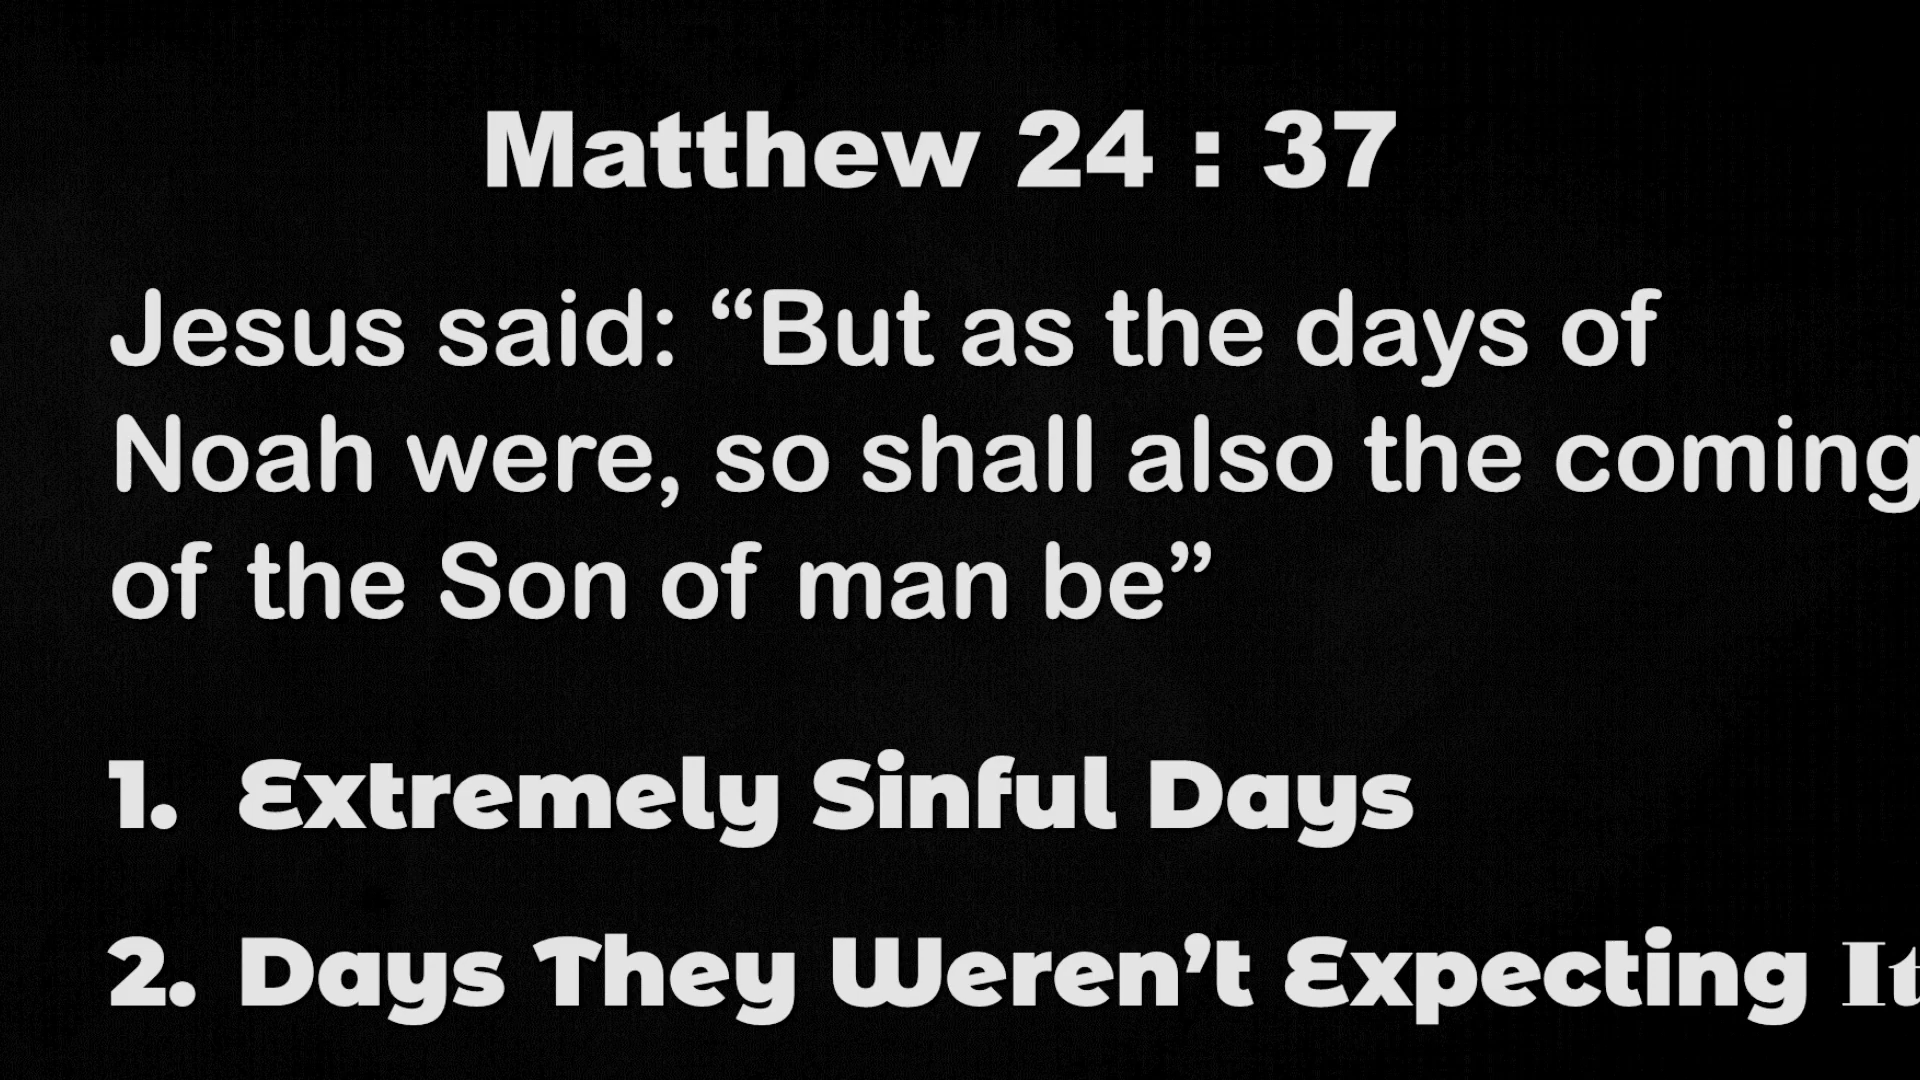 Matthew 24 : 37
Jesus said: “But as the days of
Noah were, so shall also the coming
of the Son of man be”
1. Extremely Sinful Days
2. Days They Weren’t Expecting It